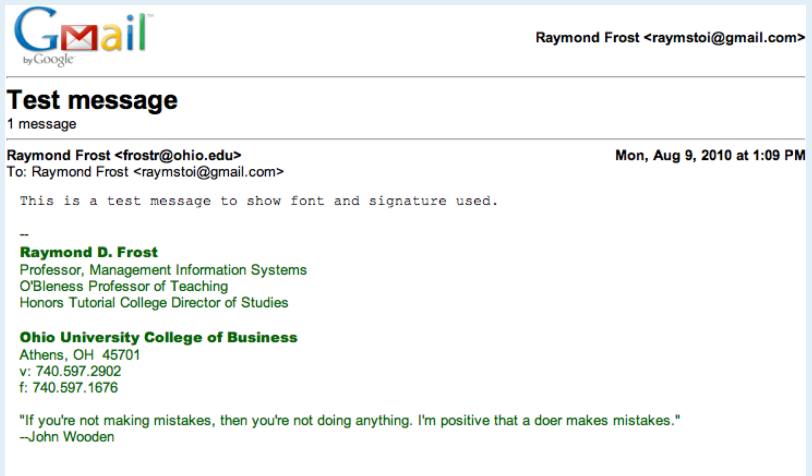 Gmail™
by Google™
Raymond Frost <raymstoi@gmail.com>
Test message
1 message
Raymond Frost <frostr@ohio.edu>
Mon, Aug 9, 2010 at 1:09 PM
To: Raymond Frost <raymstoi@gmail.com>
This is a test message to show font and signature used.
--
Raymond D. Frost
Professor, Management Information Systems
O'Bleness Professor of Teaching
Honors Tutorial College Director of Studies
Ohio University College of Business
Athens, OH  45701
v: 740.597.2902
f: 740.597.1676
"If you're not making mistakes, then you're not doing anything. I'm positive that a doer makes mistakes."
--John Wooden